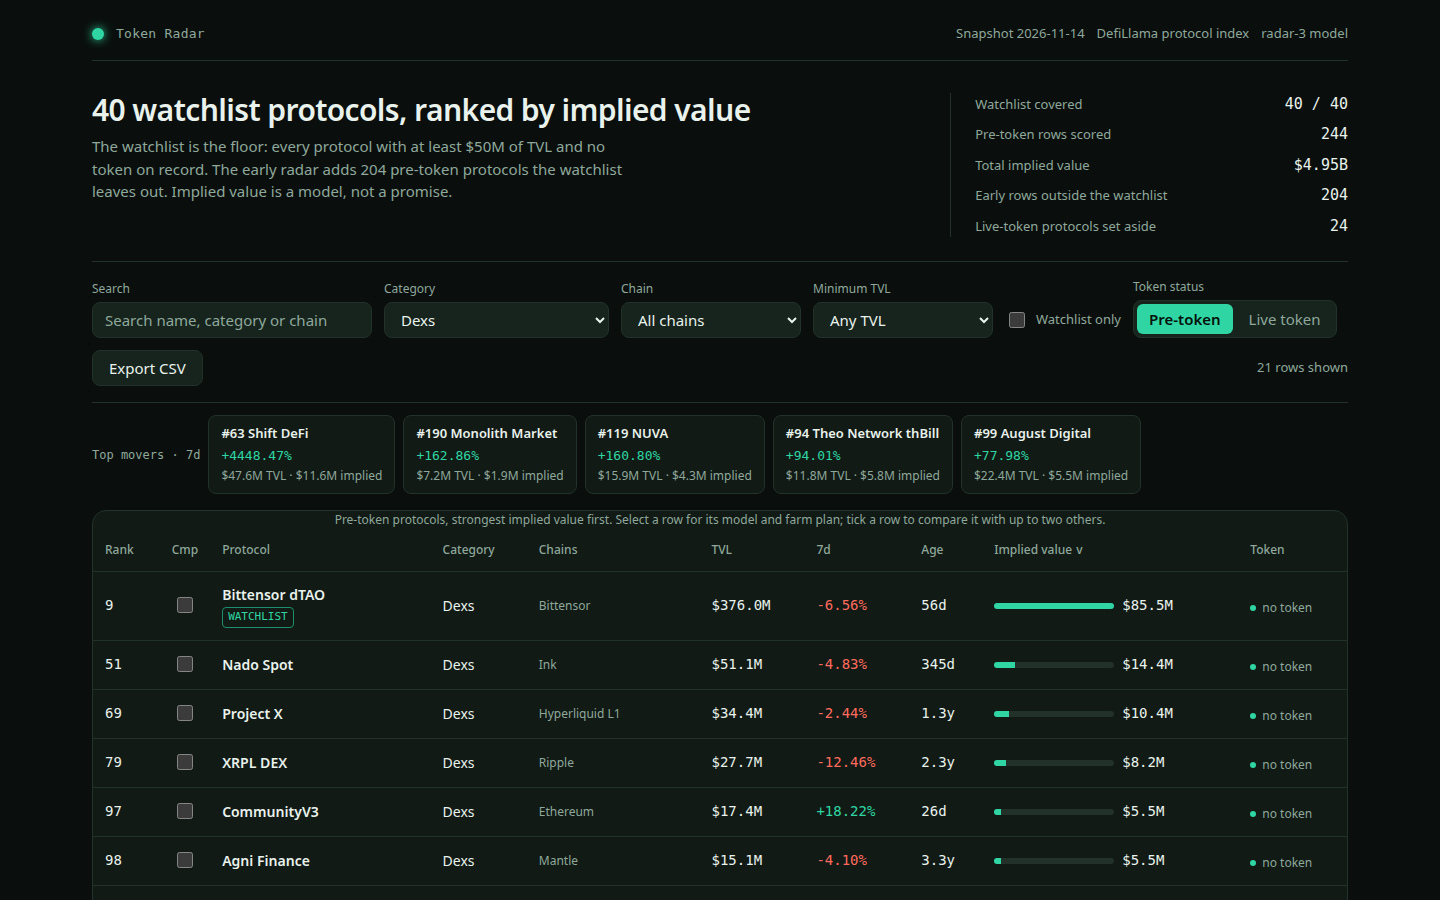 Token Radar
Snapshot 2026-11-14 DefiLlama protocol index radar-3 model
40 watchlist protocols, ranked by implied value
The watchlist is the floor: every protocol with at least $50M of TVL and no
token on record. The early radar adds 204 pre-token protocols the watchlist
leaves out. Implied value is a model, not a promise.
Watchlist covered 40 / 40
Pre-token rows scored 244
Total implied value $4.95B
Early rows outside the watchlist 204
Live-token protocols set aside 24
Search Category Chain Minimum TVL Token status
Search name, category or chain Dexs All chains Any TVL Watchlist only Pre-token Live token
Export CSV 21 rows shown
Top movers · 7d
#63 Shift DeFi
+4448.47%
$47.6M TVL · $11.6M implied
#190 Monolith Market
+162.86%
$7.2M TVL · $1.9M implied
#119 NUVA
+160.80%
$15.9M TVL · $4.3M implied
#94 Theo Network thBill
+94.01%
$11.8M TVL · $5.8M implied
#99 August Digital
+77.98%
$22.4M TVL · $5.5M implied
Pre-token protocols, strongest implied value first. Select a row for its model and farm plan; tick a row to compare it with up to two others.
Rank Cmp Protocol Category Chains TVL 7d Age Implied value v Token
9 Bittensor dTAO WATCHLIST Dexs Bittensor $376.0M -6.56% 56d $85.5M no token
51 Nado Spot Dexs Ink $51.1M -4.83% 345d $14.4M no token
69 Project X Dexs Hyperliquid L1 $34.4M -2.44% 1.3y $10.4M no token
79 XRPL DEX Dexs Ripple $27.7M -12.46% 2.3y $8.2M no token
97 CommunityV3 Dexs Ethereum $17.4M +18.22% 26d $5.5M no token
98 Agni Finance Dexs Mantle $15.1M -4.10% 3.3y $5.5M no token